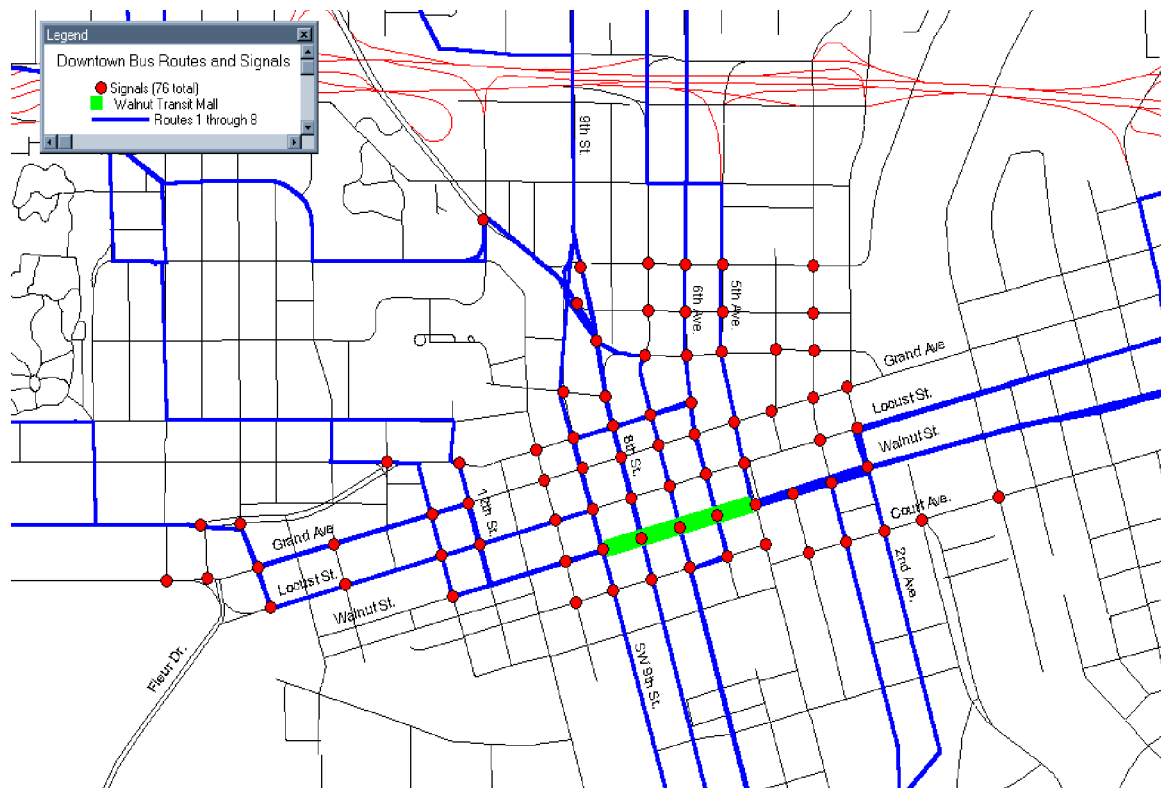 Legend
Downtown Bus Routes and Signals
Signals (76 total)
Walnut Transit Mall
Routes 1 through 8
9th St.
6th Ave.
5th Ave.
Grand Ave
Locust St.
Walnut St.
8th St.
12th St.
Court Ave.
Grand Ave
Locust St.
Walnut St.
2nd Ave.
SW 9th St.
Fleur Dr.